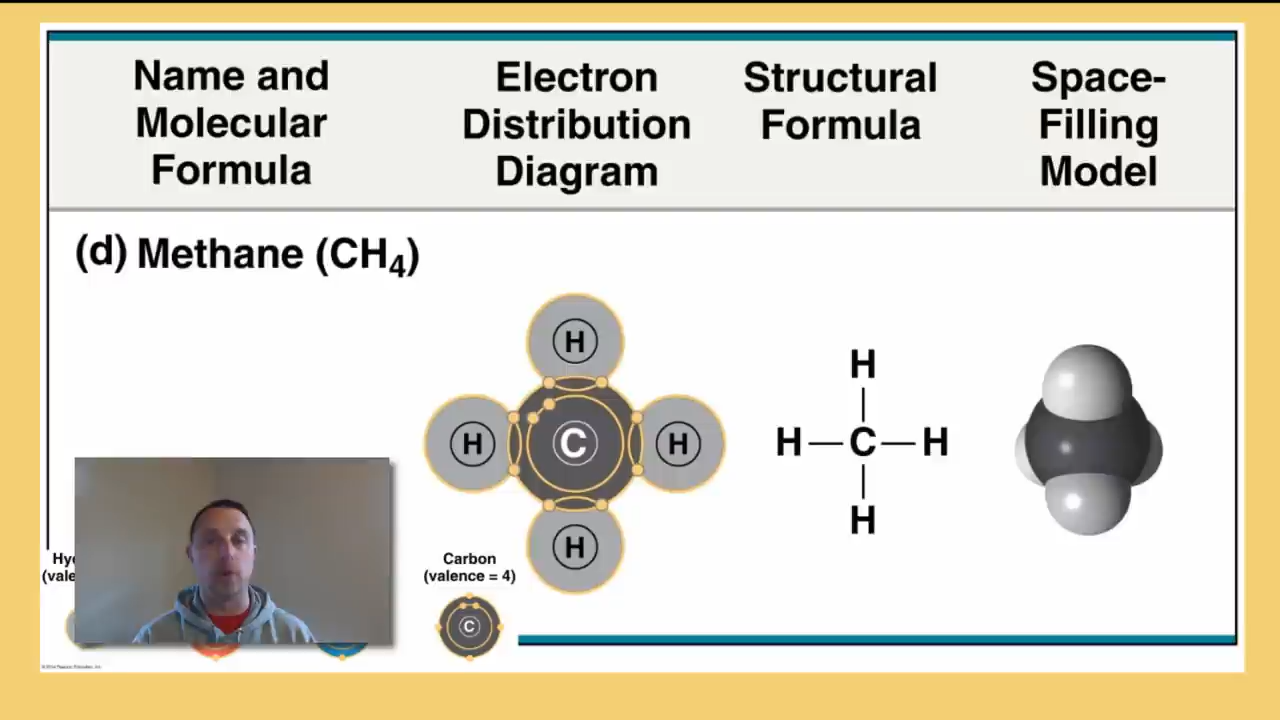 Name and
Molecular
Formula
Electron
Distribution
Diagram
Structural
Formula
Space-
Filling
Model
(d) Methane (CH₄)
H
H
C
H
H
H
H—C—H
H
Carbon
(valence = 4)
C